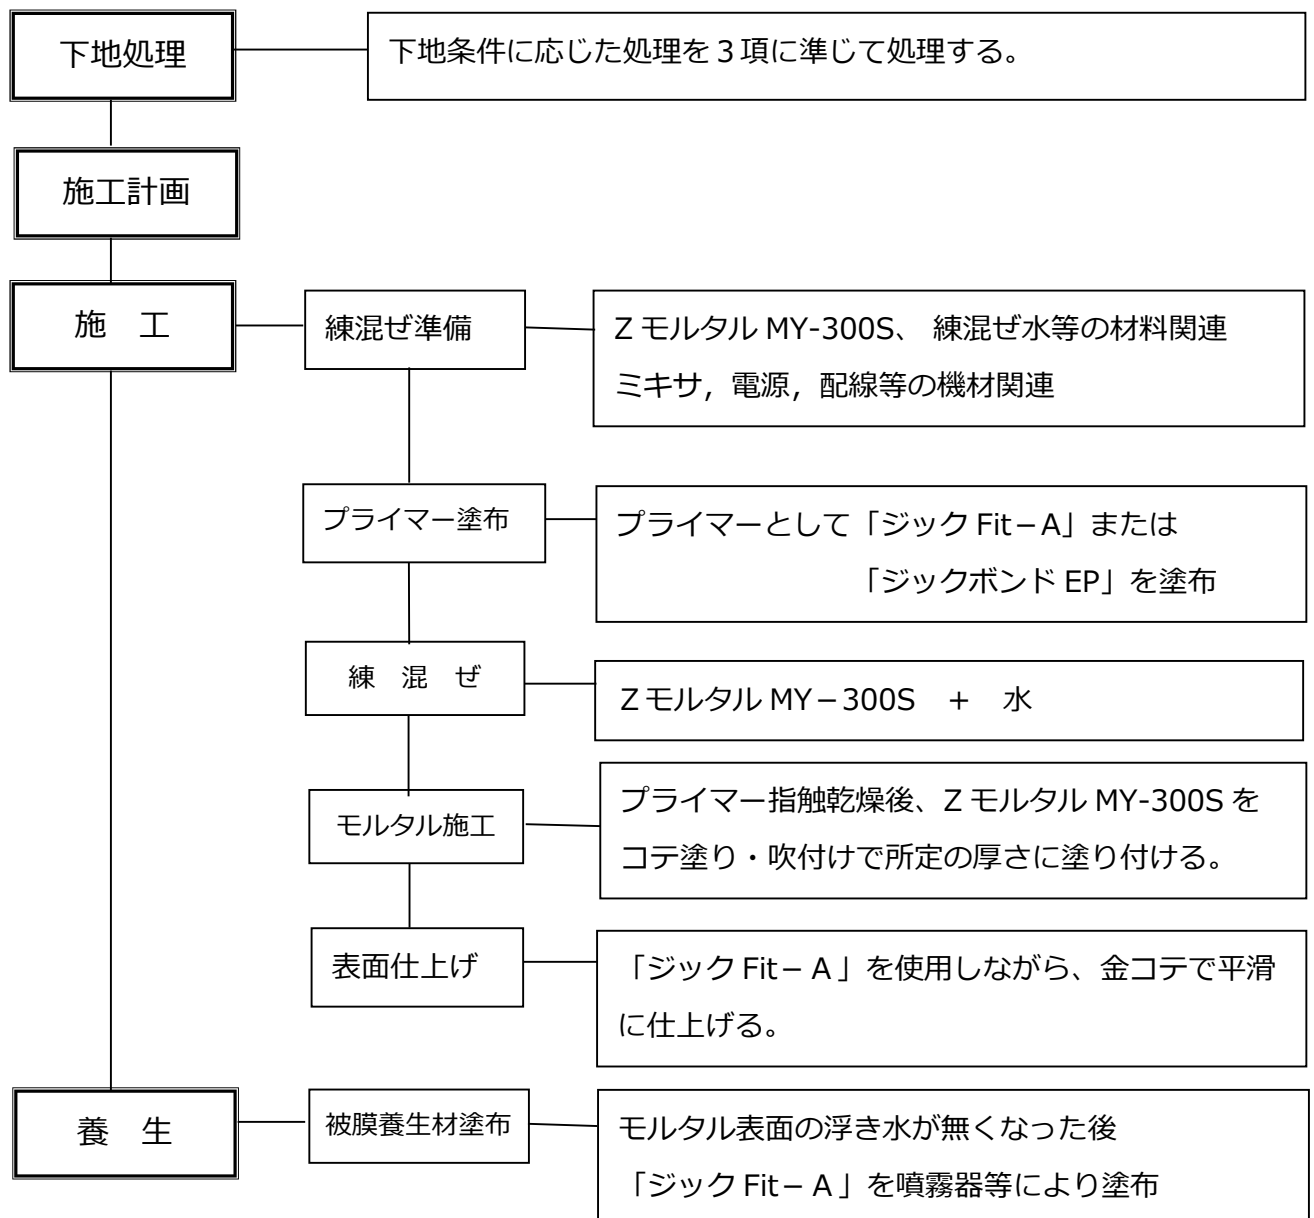 下地処理
下地条件に応じた処理を3項に準じて処理する。
施工計画
施　工
練混ぜ準備
Z モルタル MY-300S、 練混ぜ水等の材料関連
ミキサ，電源，配線等の機材関連
プライマー塗布
プライマーとして「ジック Fit－A」または
「ジックボンド EP」を塗布
練　混　ぜ
Z モルタル MY－300S　+　水
モルタル施工
プライマー指触乾燥後、Z モルタル MY-300S を
コテ塗り・吹付けで所定の厚さに塗り付ける。
表面仕上げ
「ジック Fit－ A 」を使用しながら、金コテで平滑
に仕上げる。
養　生
被膜養生材塗布
モルタル表面の浮き水が無くなった後
「ジック Fit－ A 」を噴霧器等により塗布